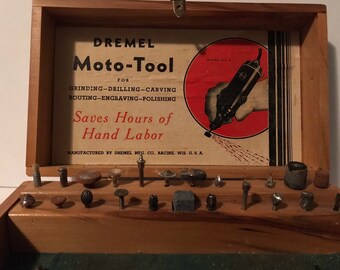 DREMEL
Moto-Tool
FOR
GRINDING-DRILLING-CARVING
ROUTING-ENGRAVING-POLISHING
Saves Hours of
Hand Labor
MANUFACTURED BY DREMEL MFG. CO., RACINE, WIS. U.S.A.